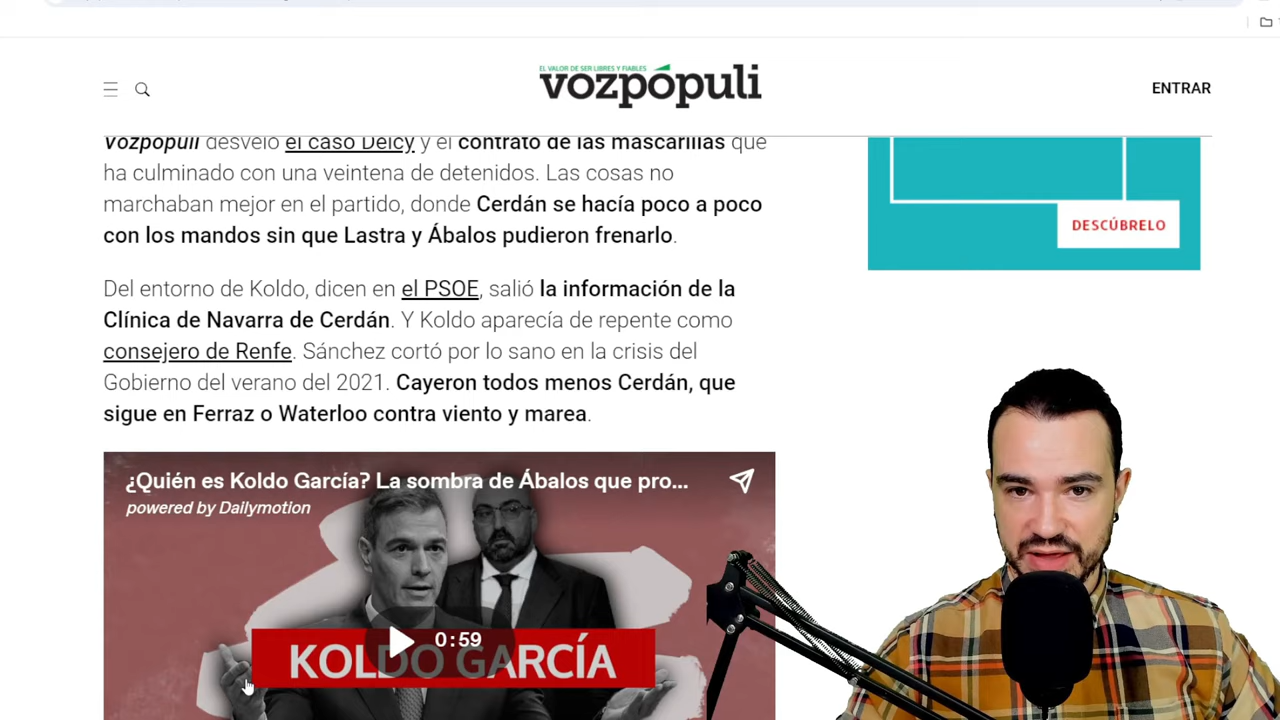 EL VALOR DE SER LIBRES Y FIABLES
vozpópuli
ENTRAR
Vozpópuli desveló el caso Delcy y el contrato de las mascarillas que
ha culminado con una veintena de detenidos. Las cosas no
marchaban mejor en el partido, donde Cerdán se hacía poco a poco
con los mandos sin que Lastra y Ábalos pudieron frenarlo.
DESCÚBRELO
Del entorno de Koldo, dicen en el PSOE, salió la información de la
Clínica de Navarra de Cerdán. Y Koldo aparecía de repente como
consejero de Renfe. Sánchez cortó por lo sano en la crisis del
Gobierno del verano del 2021. Cayeron todos menos Cerdán, que
sigue en Ferraz o Waterloo contra viento y marea.
¿Quién es Koldo García? La sombra de Ábalos que pro...
powered by Dailymotion
0:59
KOLDO GARCÍA